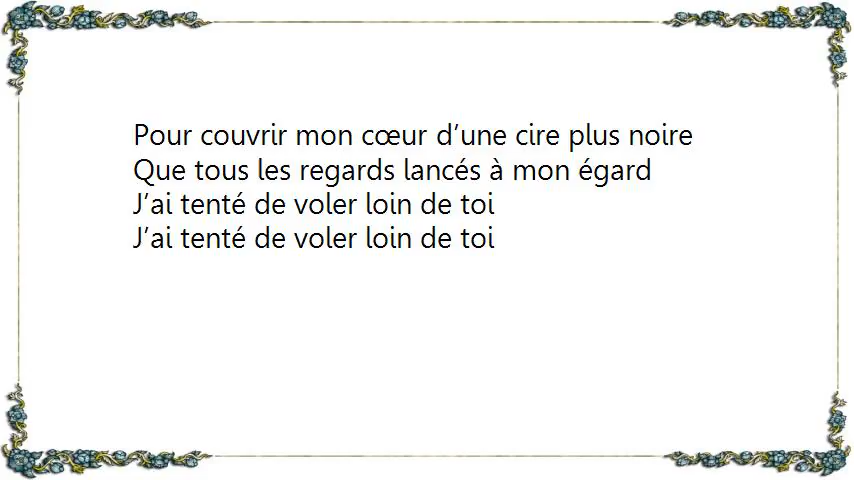 Pour couvrir mon cœur d’une cire plus noire
Que tous les regards lancés à mon égard
J’ai tenté de voler loin de toi
J’ai tenté de voler loin de toi